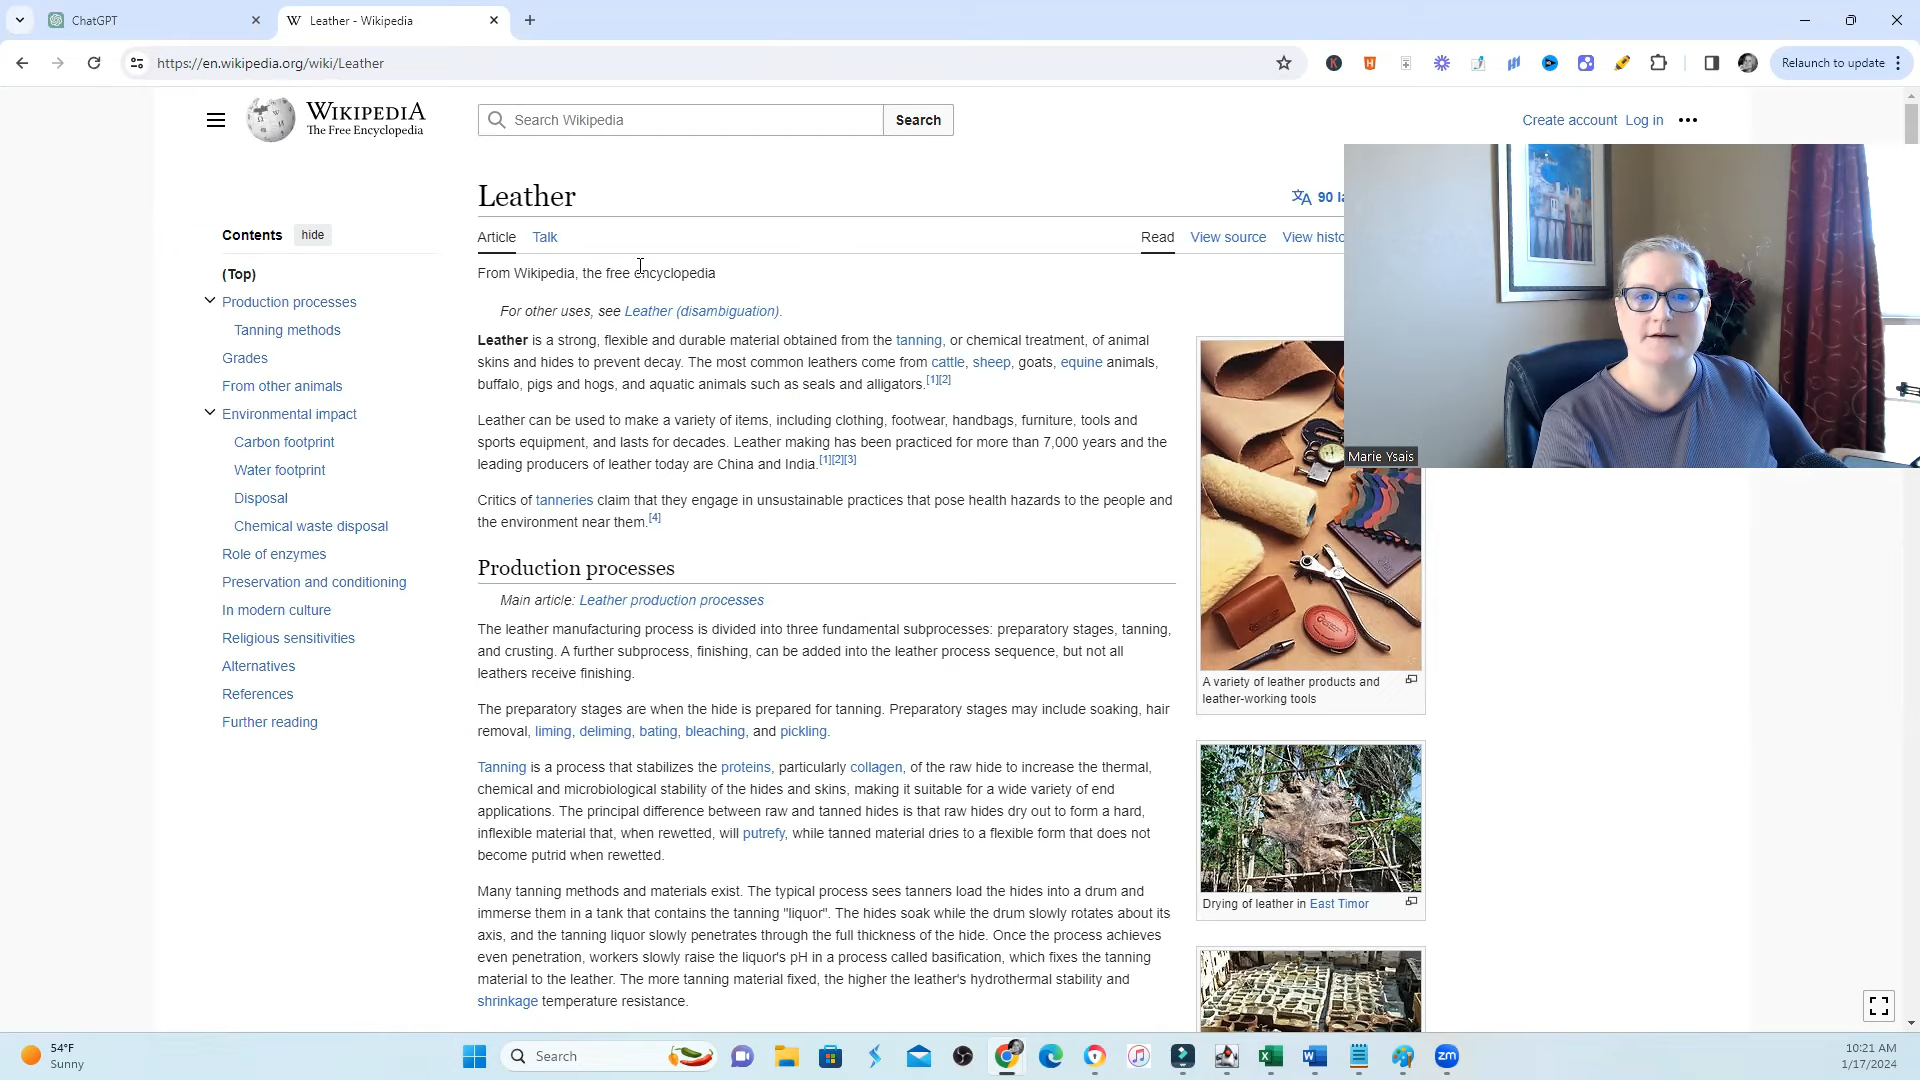 ChatGPT
Leather - Wikipedia
https://en.wikipedia.org/wiki/Leather
Relaunch to update
WIKIPEDIA
The Free Encyclopedia
Search Wikipedia
Search
Create account
Log in
Leather
90 la
Article
Talk
Read
View source
View histo
Contents
hide
(Top)
Production processes
Tanning methods
Grades
From other animals
Environmental impact
Carbon footprint
Water footprint
Disposal
Chemical waste disposal
Role of enzymes
Preservation and conditioning
In modern culture
Religious sensitivities
Alternatives
References
Further reading
From Wikipedia, the free encyclopedia
For other uses, see Leather (disambiguation).
Leather is a strong, flexible and durable material obtained from the tanning, or chemical treatment, of animal
skins and hides to prevent decay. The most common leathers come from cattle, sheep, goats, equine animals,
buffalo, pigs and hogs, and aquatic animals such as seals and alligators.[1][2]
Leather can be used to make a variety of items, including clothing, footwear, handbags, furniture, tools and
sports equipment, and lasts for decades. Leather making has been practiced for more than 7,000 years and the
leading producers of leather today are China and India.[1][2][3]
Critics of tanneries claim that they engage in unsustainable practices that pose health hazards to the people and
the environment near them.[4]
Production processes
Main article: Leather production processes
The leather manufacturing process is divided into three fundamental subprocesses: preparatory stages, tanning,
and crusting. A further subprocess, finishing, can be added into the leather process sequence, but not all
leathers receive finishing.
The preparatory stages are when the hide is prepared for tanning. Preparatory stages may include soaking, hair
removal, liming, deliming, bating, bleaching, and pickling.
Tanning is a process that stabilizes the proteins, particularly collagen, of the raw hide to increase the thermal,
chemical and microbiological stability of the hides and skins, making it suitable for a wide variety of end
applications. The principal difference between raw and tanned hides is that raw hides dry out to form a hard,
inflexible material that, when rewetted, will putrefy, while tanned material dries to a flexible form that does not
become putrid when rewetted.
Many tanning methods and materials exist. The typical process sees tanners load the hides into a drum and
immerse them in a tank that contains the tanning "liquor". The hides soak while the drum slowly rotates about its
axis, and the tanning liquor slowly penetrates through the full thickness of the hide. Once the process achieves
even penetration, workers slowly raise the liquor's pH in a process called basification, which fixes the tanning
material to the leather. The more tanning material fixed, the higher the leather's hydrothermal stability and
shrinkage temperature resistance.
Marie Ysais
A variety of leather products and
leather-working tools
Drying of leather in East Timor
54°F
Sunny
Search
zm
10:21 AM
1/17/2024